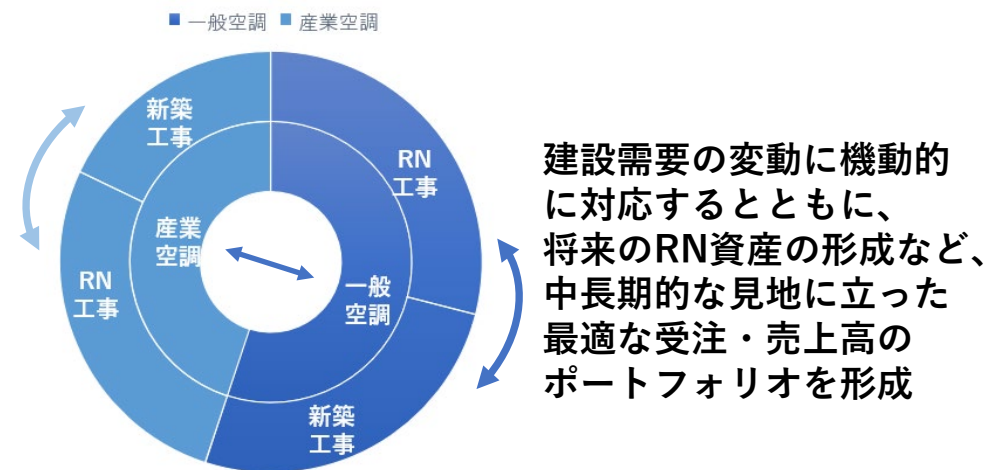 一般空調 産業空調
新築
工事
RN
工事
産業
空調
一般
空調
RN
工事
新築
工事
建設需要の変動に機動的
に対応するとともに、
将来のRN資産の形成など、
中長期的な見地に立った
最適な受注・売上高の
ポートフォリオを形成